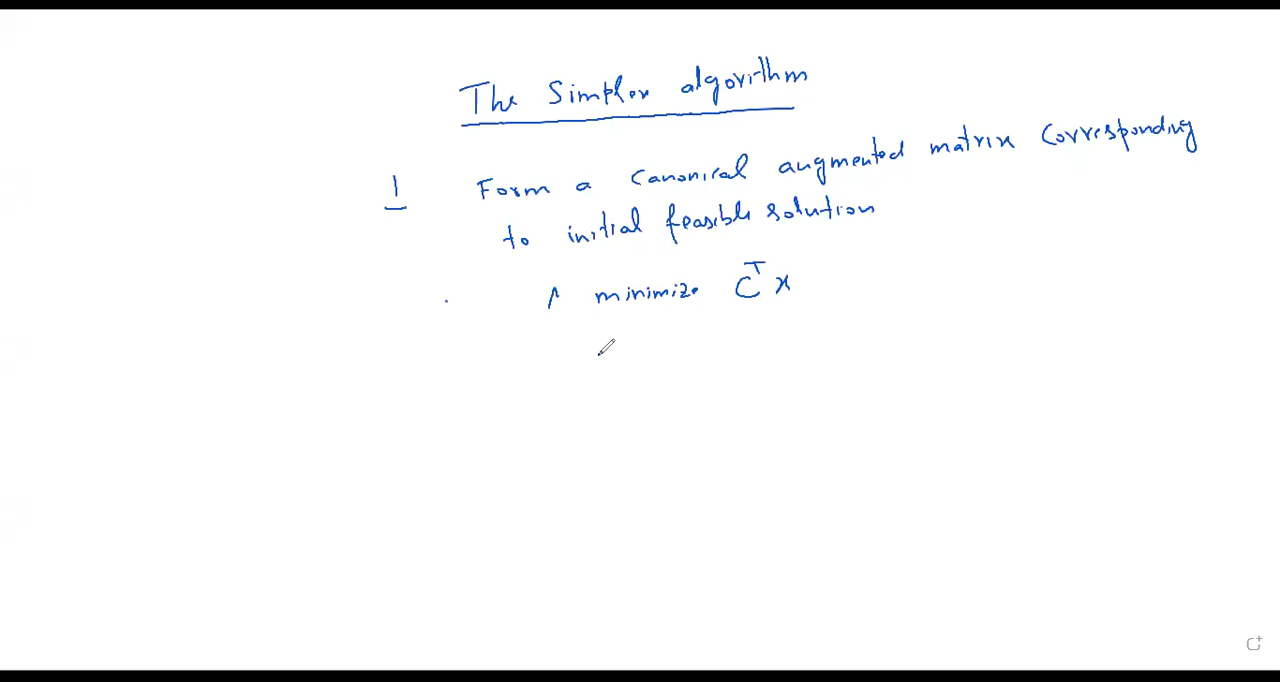 The Simplex algorithm
1 Form a canonical augmented matrix corresponding
to initial feasible solution
minimize C^T x